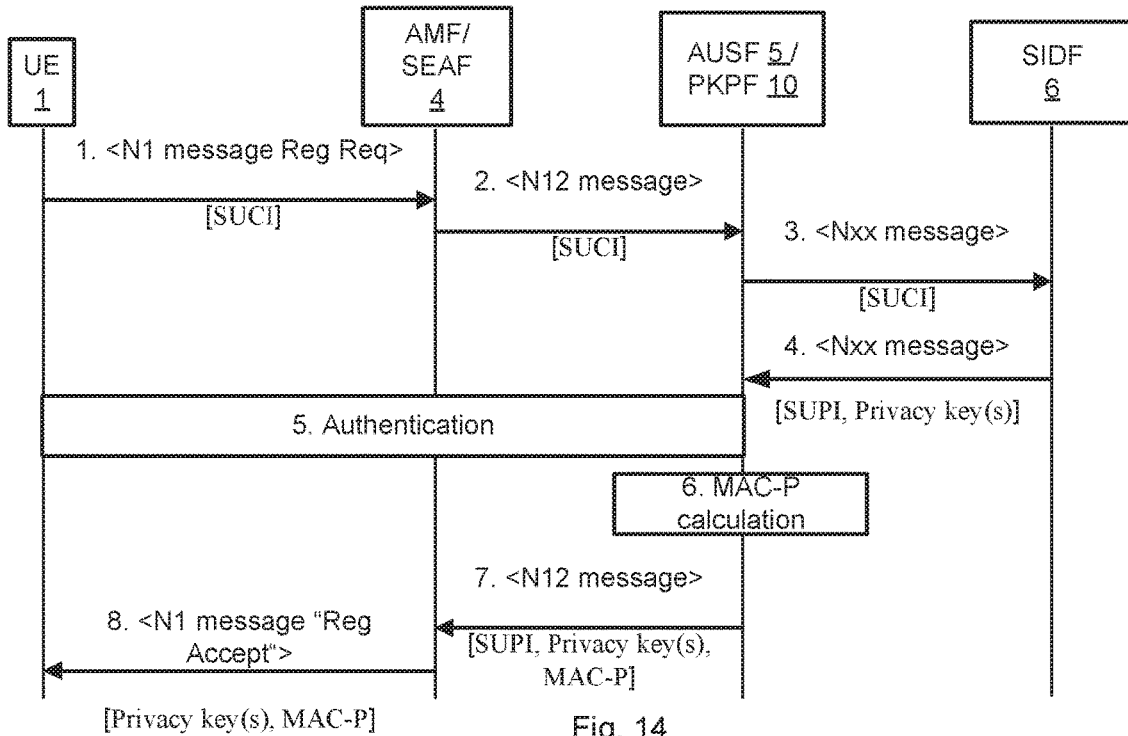 UE
1
AMF/
SEAF
4
AUSF 5 /
PKPF 10
SIDF
6
1. <N1 message Reg Req>
[SUCI]
2. <N12 message>
[SUCI]
3. <Nxx message>
[SUCI]
4. <Nxx message>
[SUPI, Privacy key(s)]
5. Authentication
6. MAC-P
calculation
7. <N12 message>
[SUPI, Privacy key(s),
MAC-P]
8. <N1 message “Reg
Accept“>
[Privacy key(s), MAC-P]
Fig. 14